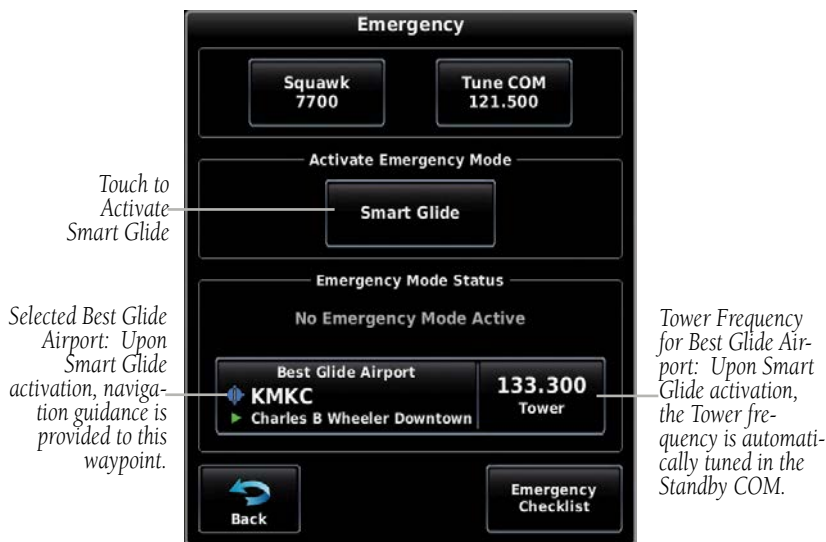 Emergency
Squawk
7700
Tune COM
121.500
Activate Emergency Mode
Touch to
Activate
Smart Glide
Smart Glide
Emergency Mode Status
No Emergency Mode Active
Selected Best Glide
Airport: Upon
Smart Glide
activation, naviga-
tion guidance is
provided to this
waypoint.
Best Glide Airport
KMKC
Charles B Wheeler Downtown
133.300
Tower
Tower Frequency
for Best Glide Air-
port: Upon Smart
Glide activation,
the Tower fre-
quency is automati-
cally tuned in the
Standby COM.
Back
Emergency
Checklist